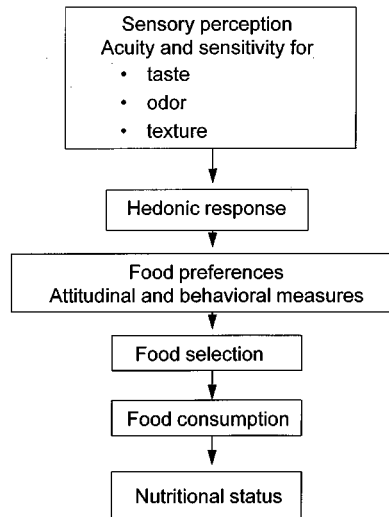 Sensory perception
Acuity and sensitivity for
• taste
• odor
• texture
Hedonic response
Food preferences
Attitudinal and behavioral measures
Food selection
Food consumption
Nutritional status